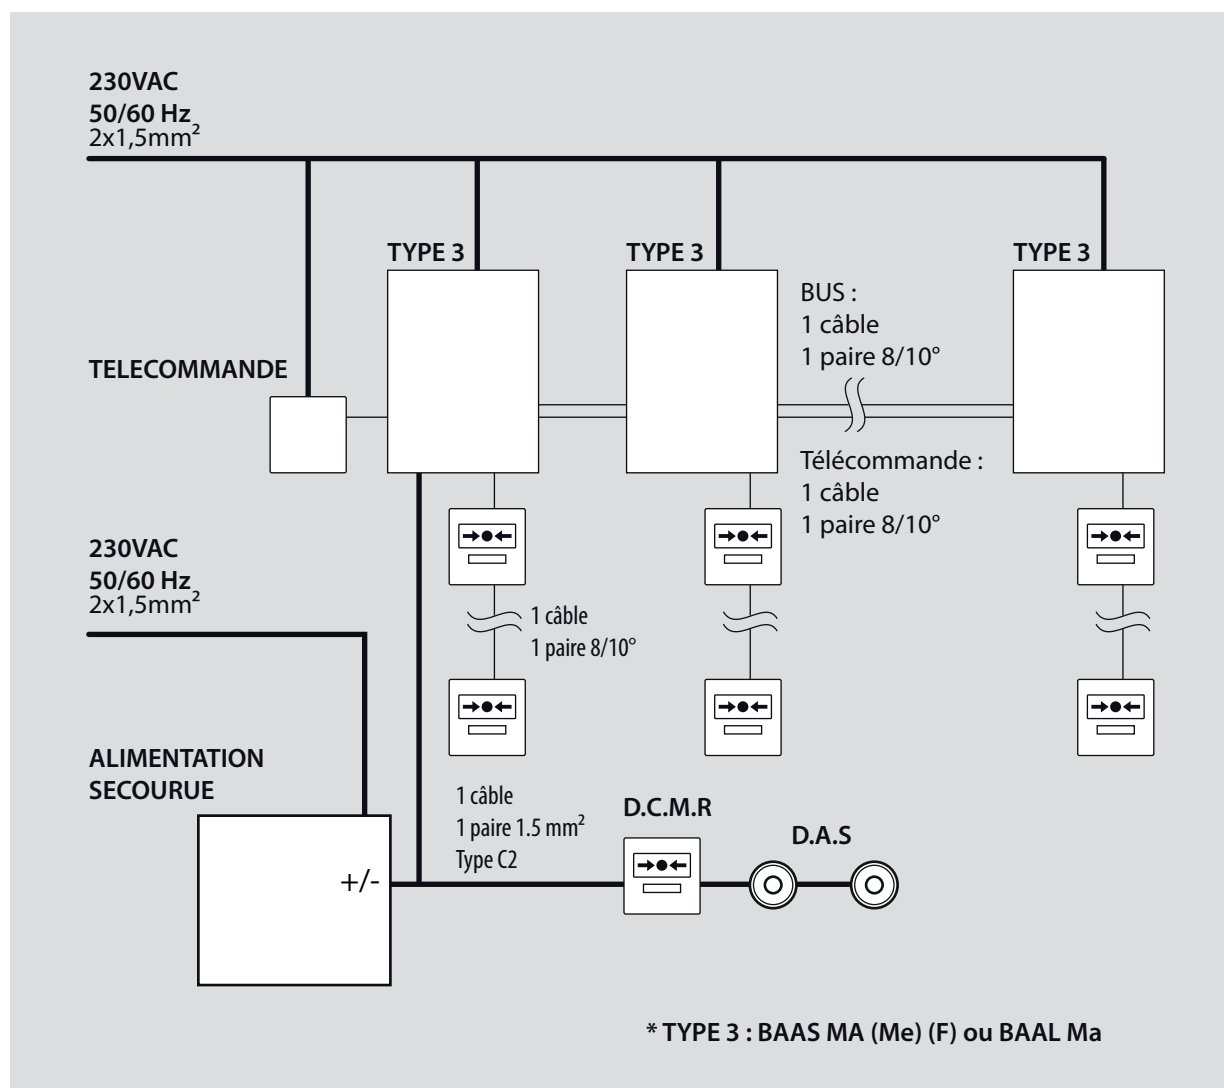 230VAC
50/60 Hz
2x1,5mm²
TYPE 3
TYPE 3
TYPE 3
BUS :
1 câble
1 paire 8/10°
TELECOMMANDE
Télécommande :
1 câble
1 paire 8/10°
230VAC
50/60 Hz
2x1,5mm²
1 câble
1 paire 8/10°
ALIMENTATION
SECOURUE
1 câble
1 paire 1.5 mm²
Type C2
D.C.M.R
D.A.S
+/-
* TYPE 3 : BAAS MA (Me) (F) ou BAAL Ma